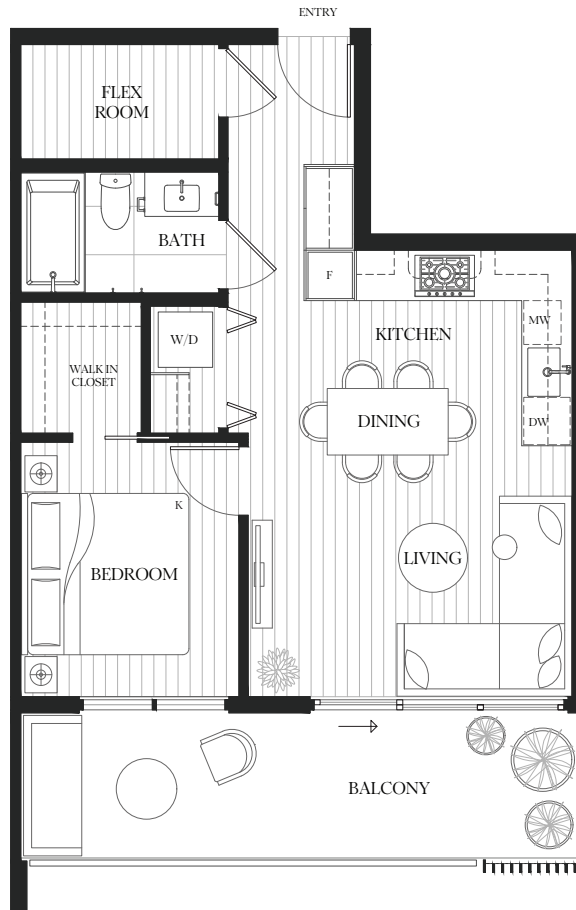 ENTRY
FLEX
ROOM
BATH
F
KITCHEN
MW
W/D
WALK IN
CLOSET
DINING
DW
K
BEDROOM
LIVING
BALCONY